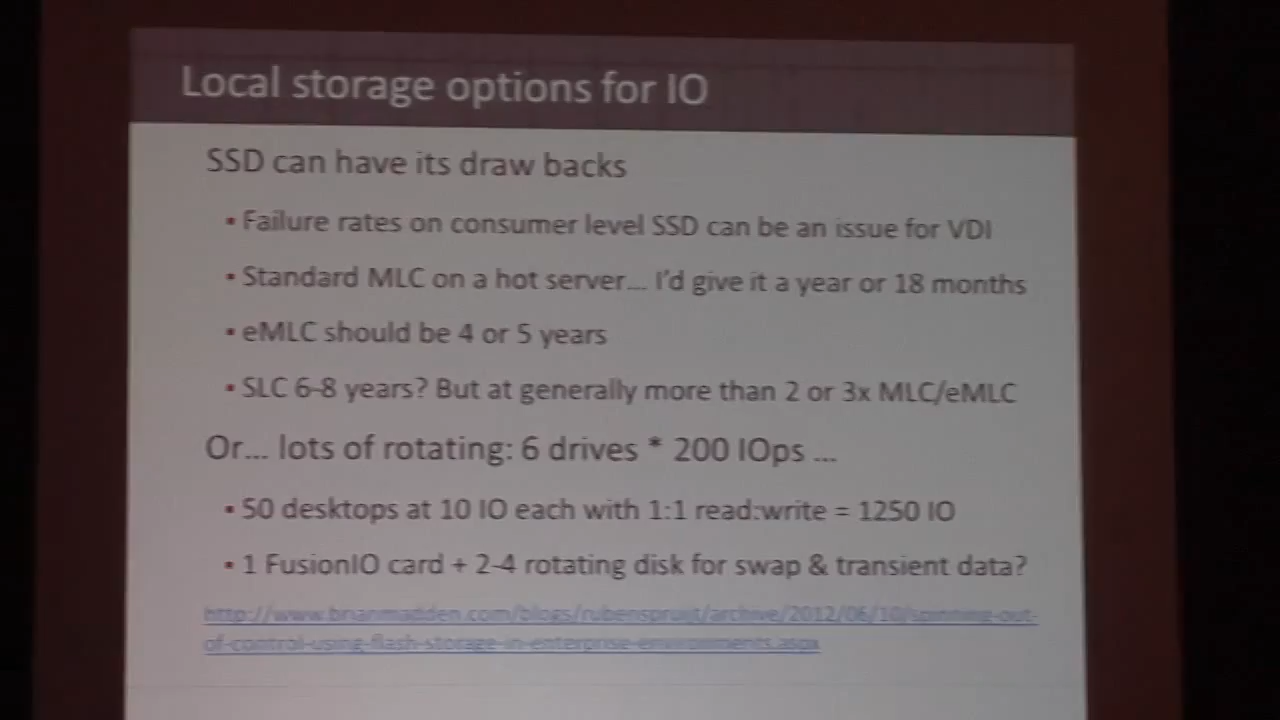 Local storage options for IO
SSD can have its draw backs
▪ Failure rates on consumer level SSD can be an issue for VDI
▪ Standard MLC on a hot server... I'd give it a year or 18 months
▪ eMLC should be 4 or 5 years
▪ SLC 6-8 years? But at generally more than 2 or 3x MLC/eMLC
Or... lots of rotating: 6 drives * 200 IOps ...
▪ 50 desktops at 10 IO each with 1:1 read:write = 1250 IO
▪ 1 FusionIO card + 2-4 rotating disk for swap & transient data?
http://www.brianmadden.com/blogs/rubenspruijt/archive/2012/06/10/spinning-out-
of-control-using-flash-storage-in-enterprise-environments.aspx